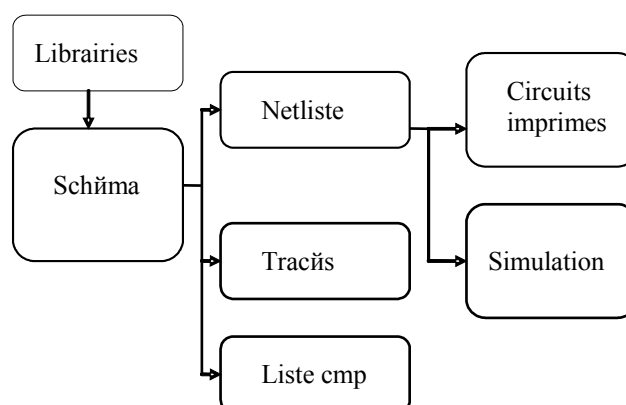 Librairies
Schйma
Netliste
Tracйs
Liste cmp
Circuits
imprimes
Simulation